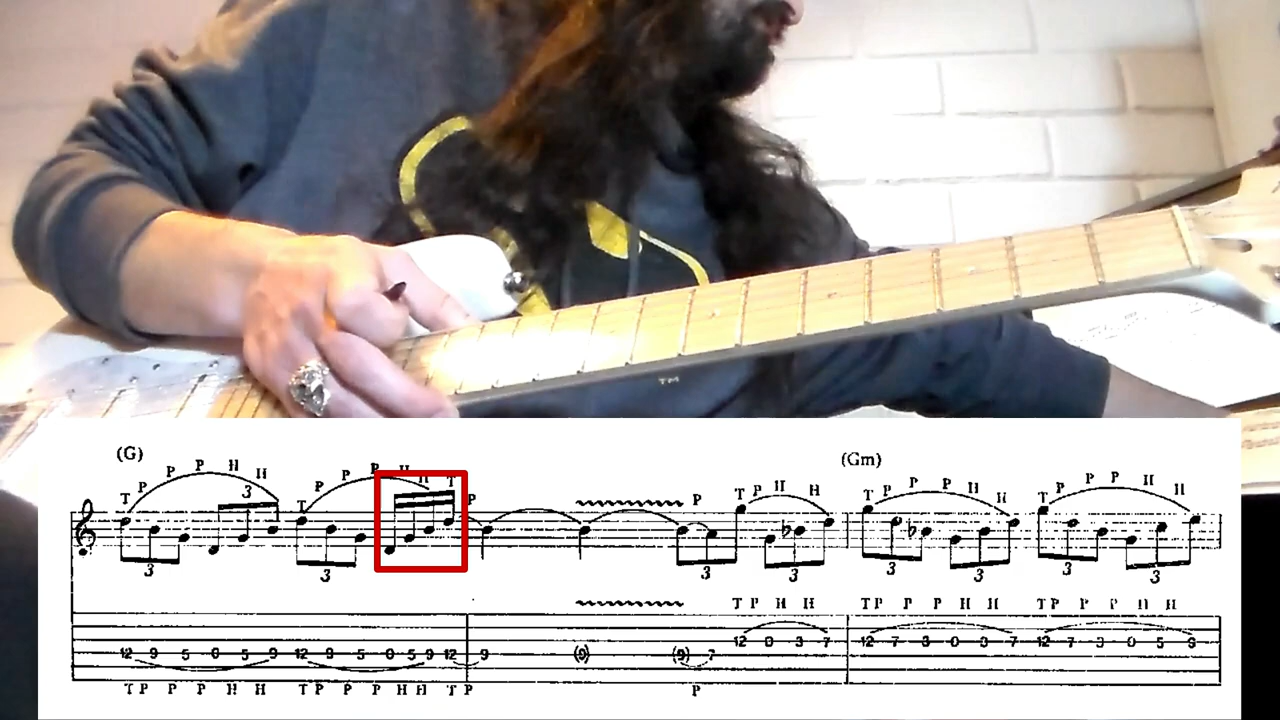 (G)
(Gm)
T P P P H H
T P P P H H T P
P T P H H
T P P P H H
T P P P H H
3 3 3 3 3 3 3 3 3
T P H H T P P P H H T P P P H H
12 0 3 7 12 7 3 0 3 7 12 7 3 0 5 9
12 9 5 0 5 9 12 9 5 0 5 9 12 9 (9) (9) 7
T P P P H H T P P P H H T P P
TM